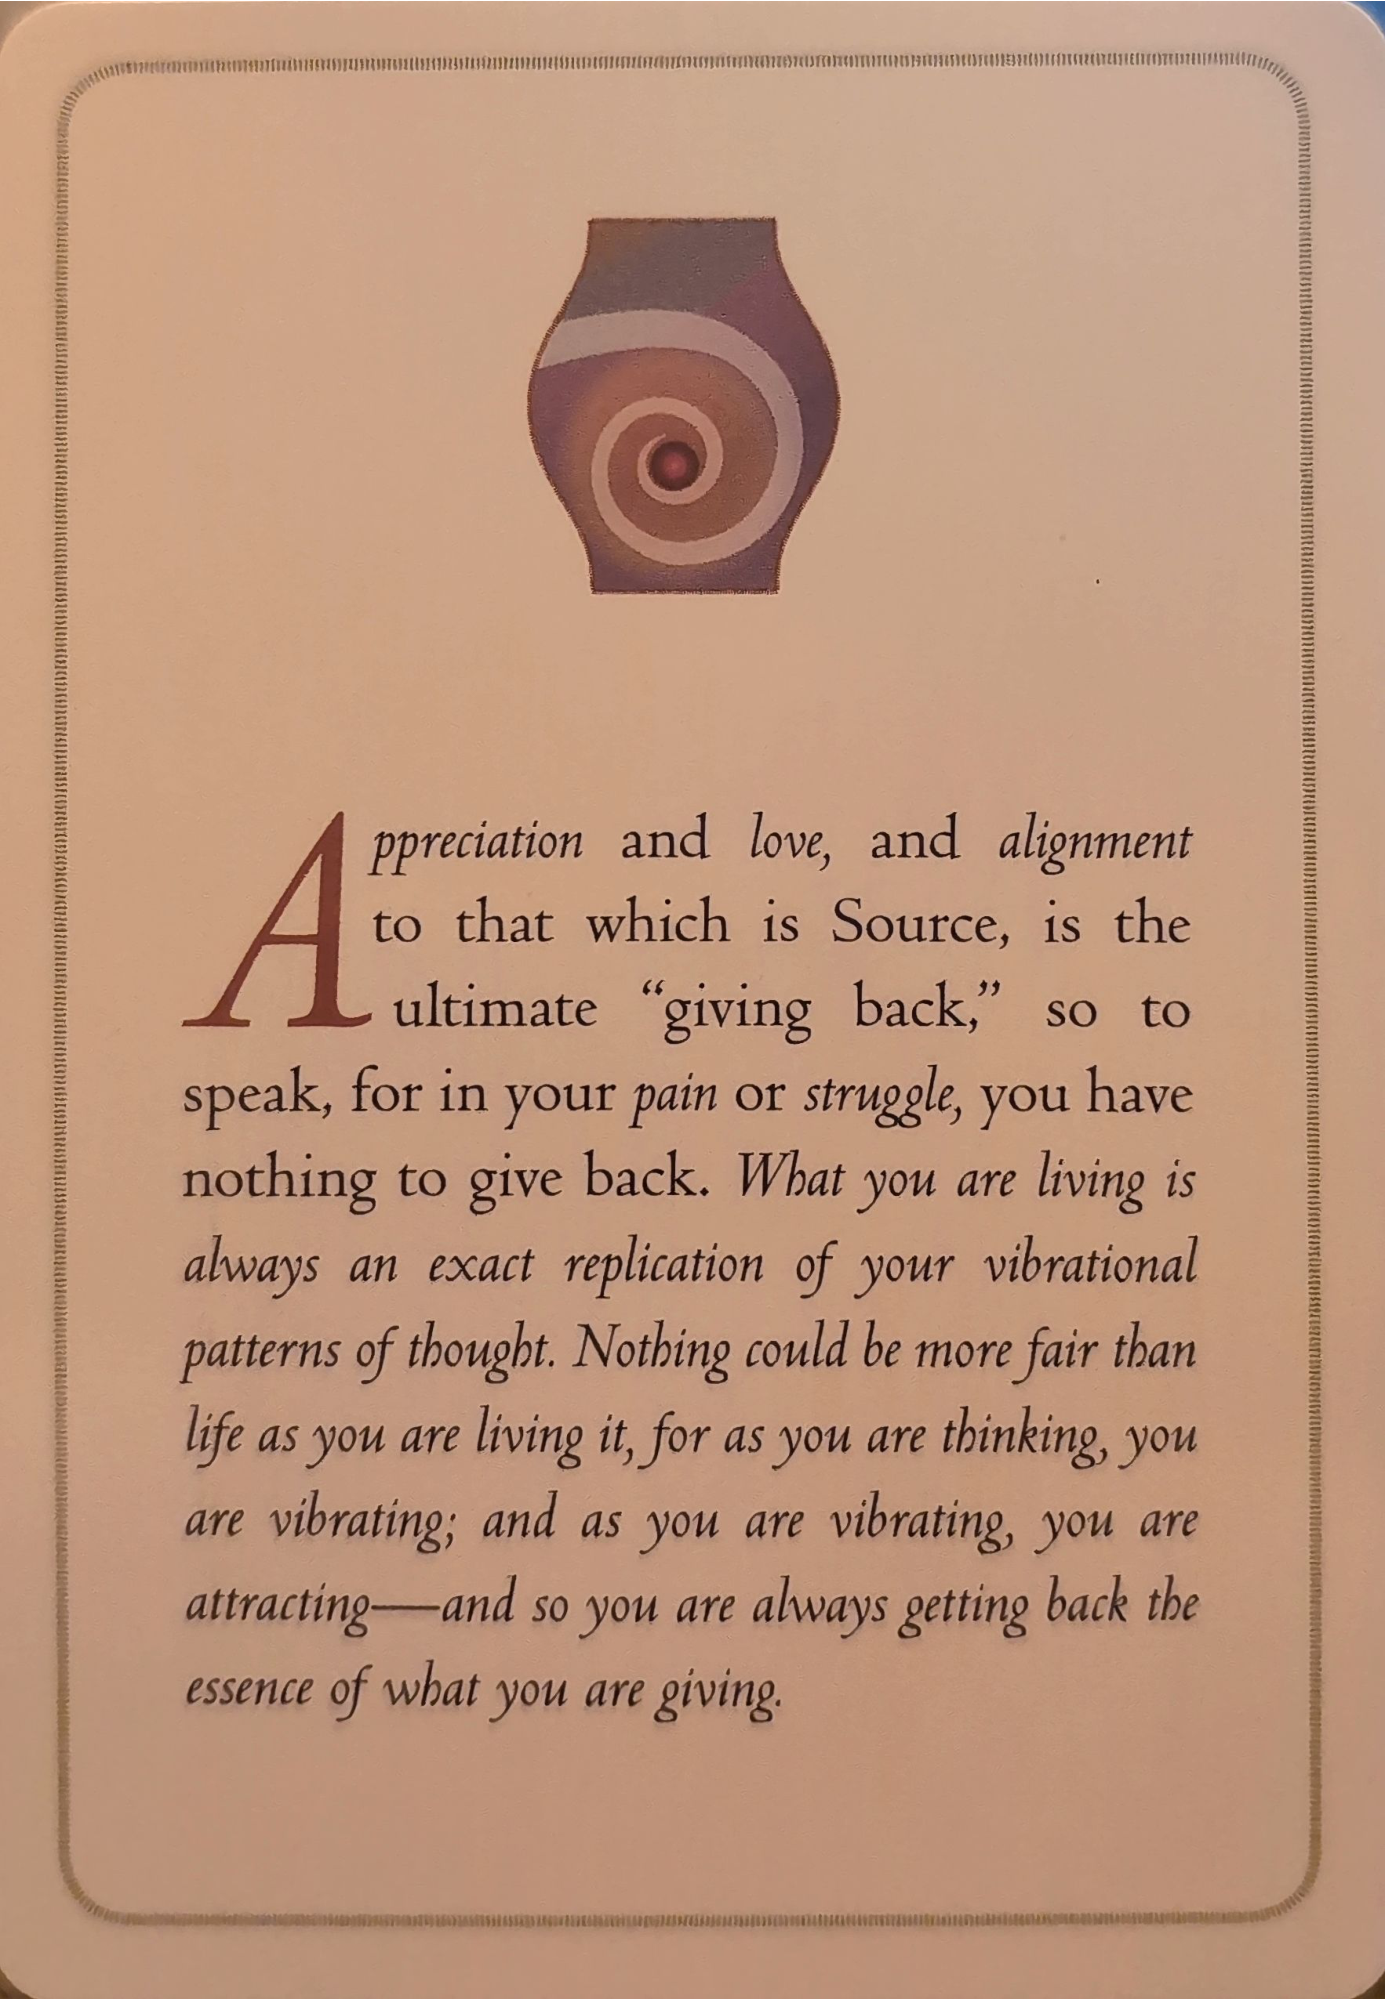 Appreciation and love, and alignment
to that which is Source, is the
ultimate “giving back,” so to
speak, for in your pain or struggle, you have
nothing to give back. What you are living is
always an exact replication of your vibrational
patterns of thought. Nothing could be more fair than
life as you are living it, for as you are thinking, you
are vibrating; and as you are vibrating, you are
attracting—and so you are always getting back the
essence of what you are giving.